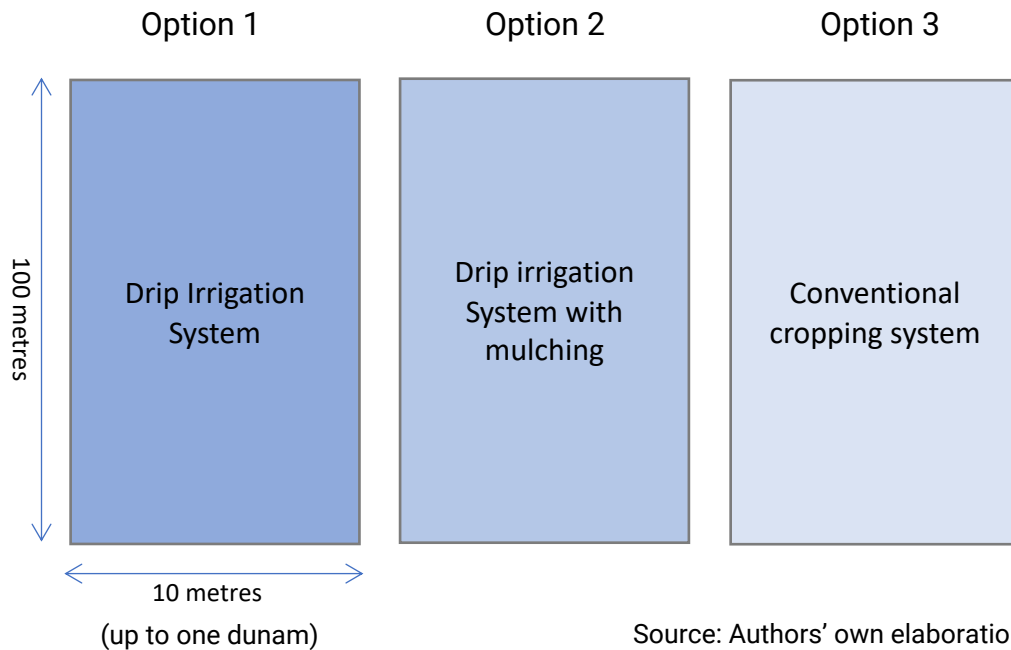 Option 1
Option 2
Option 3
100 metres
Drip Irrigation
System
Drip irrigation
System with
mulching
Conventional
cropping system
10 metres
(up to one dunam)
Source: Authors’ own elaboratio